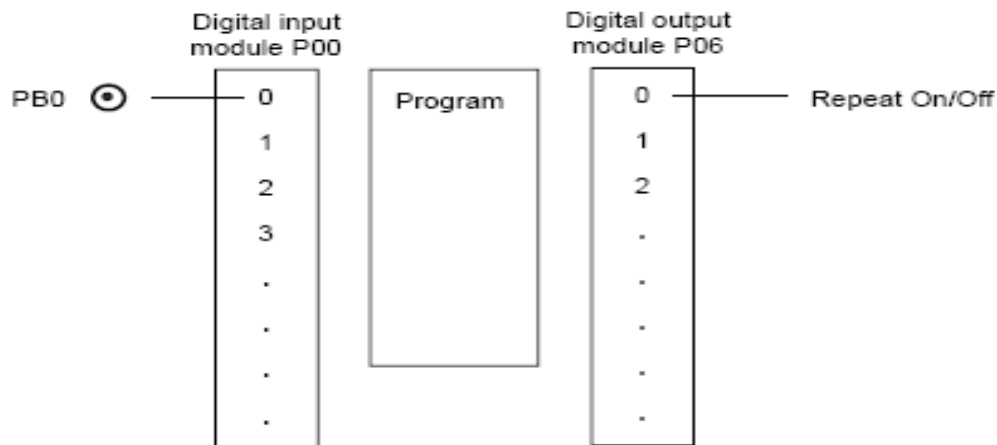 Digital input
module P00
Digital output
module P06
PB0
0
1
2
3
.
.
.
.
Program
0
1
2
.
.
.
.
.
Repeat On/Off